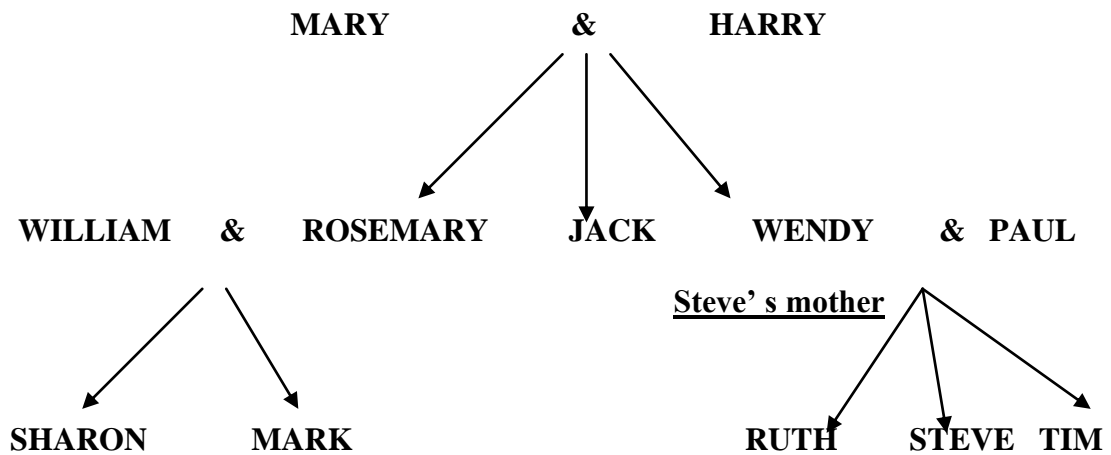 MARY & HARRY
WILLIAM & ROSEMARY JACK WENDY & PAUL
Steve’ s mother
SHARON MARK RUTH STEVE TIM